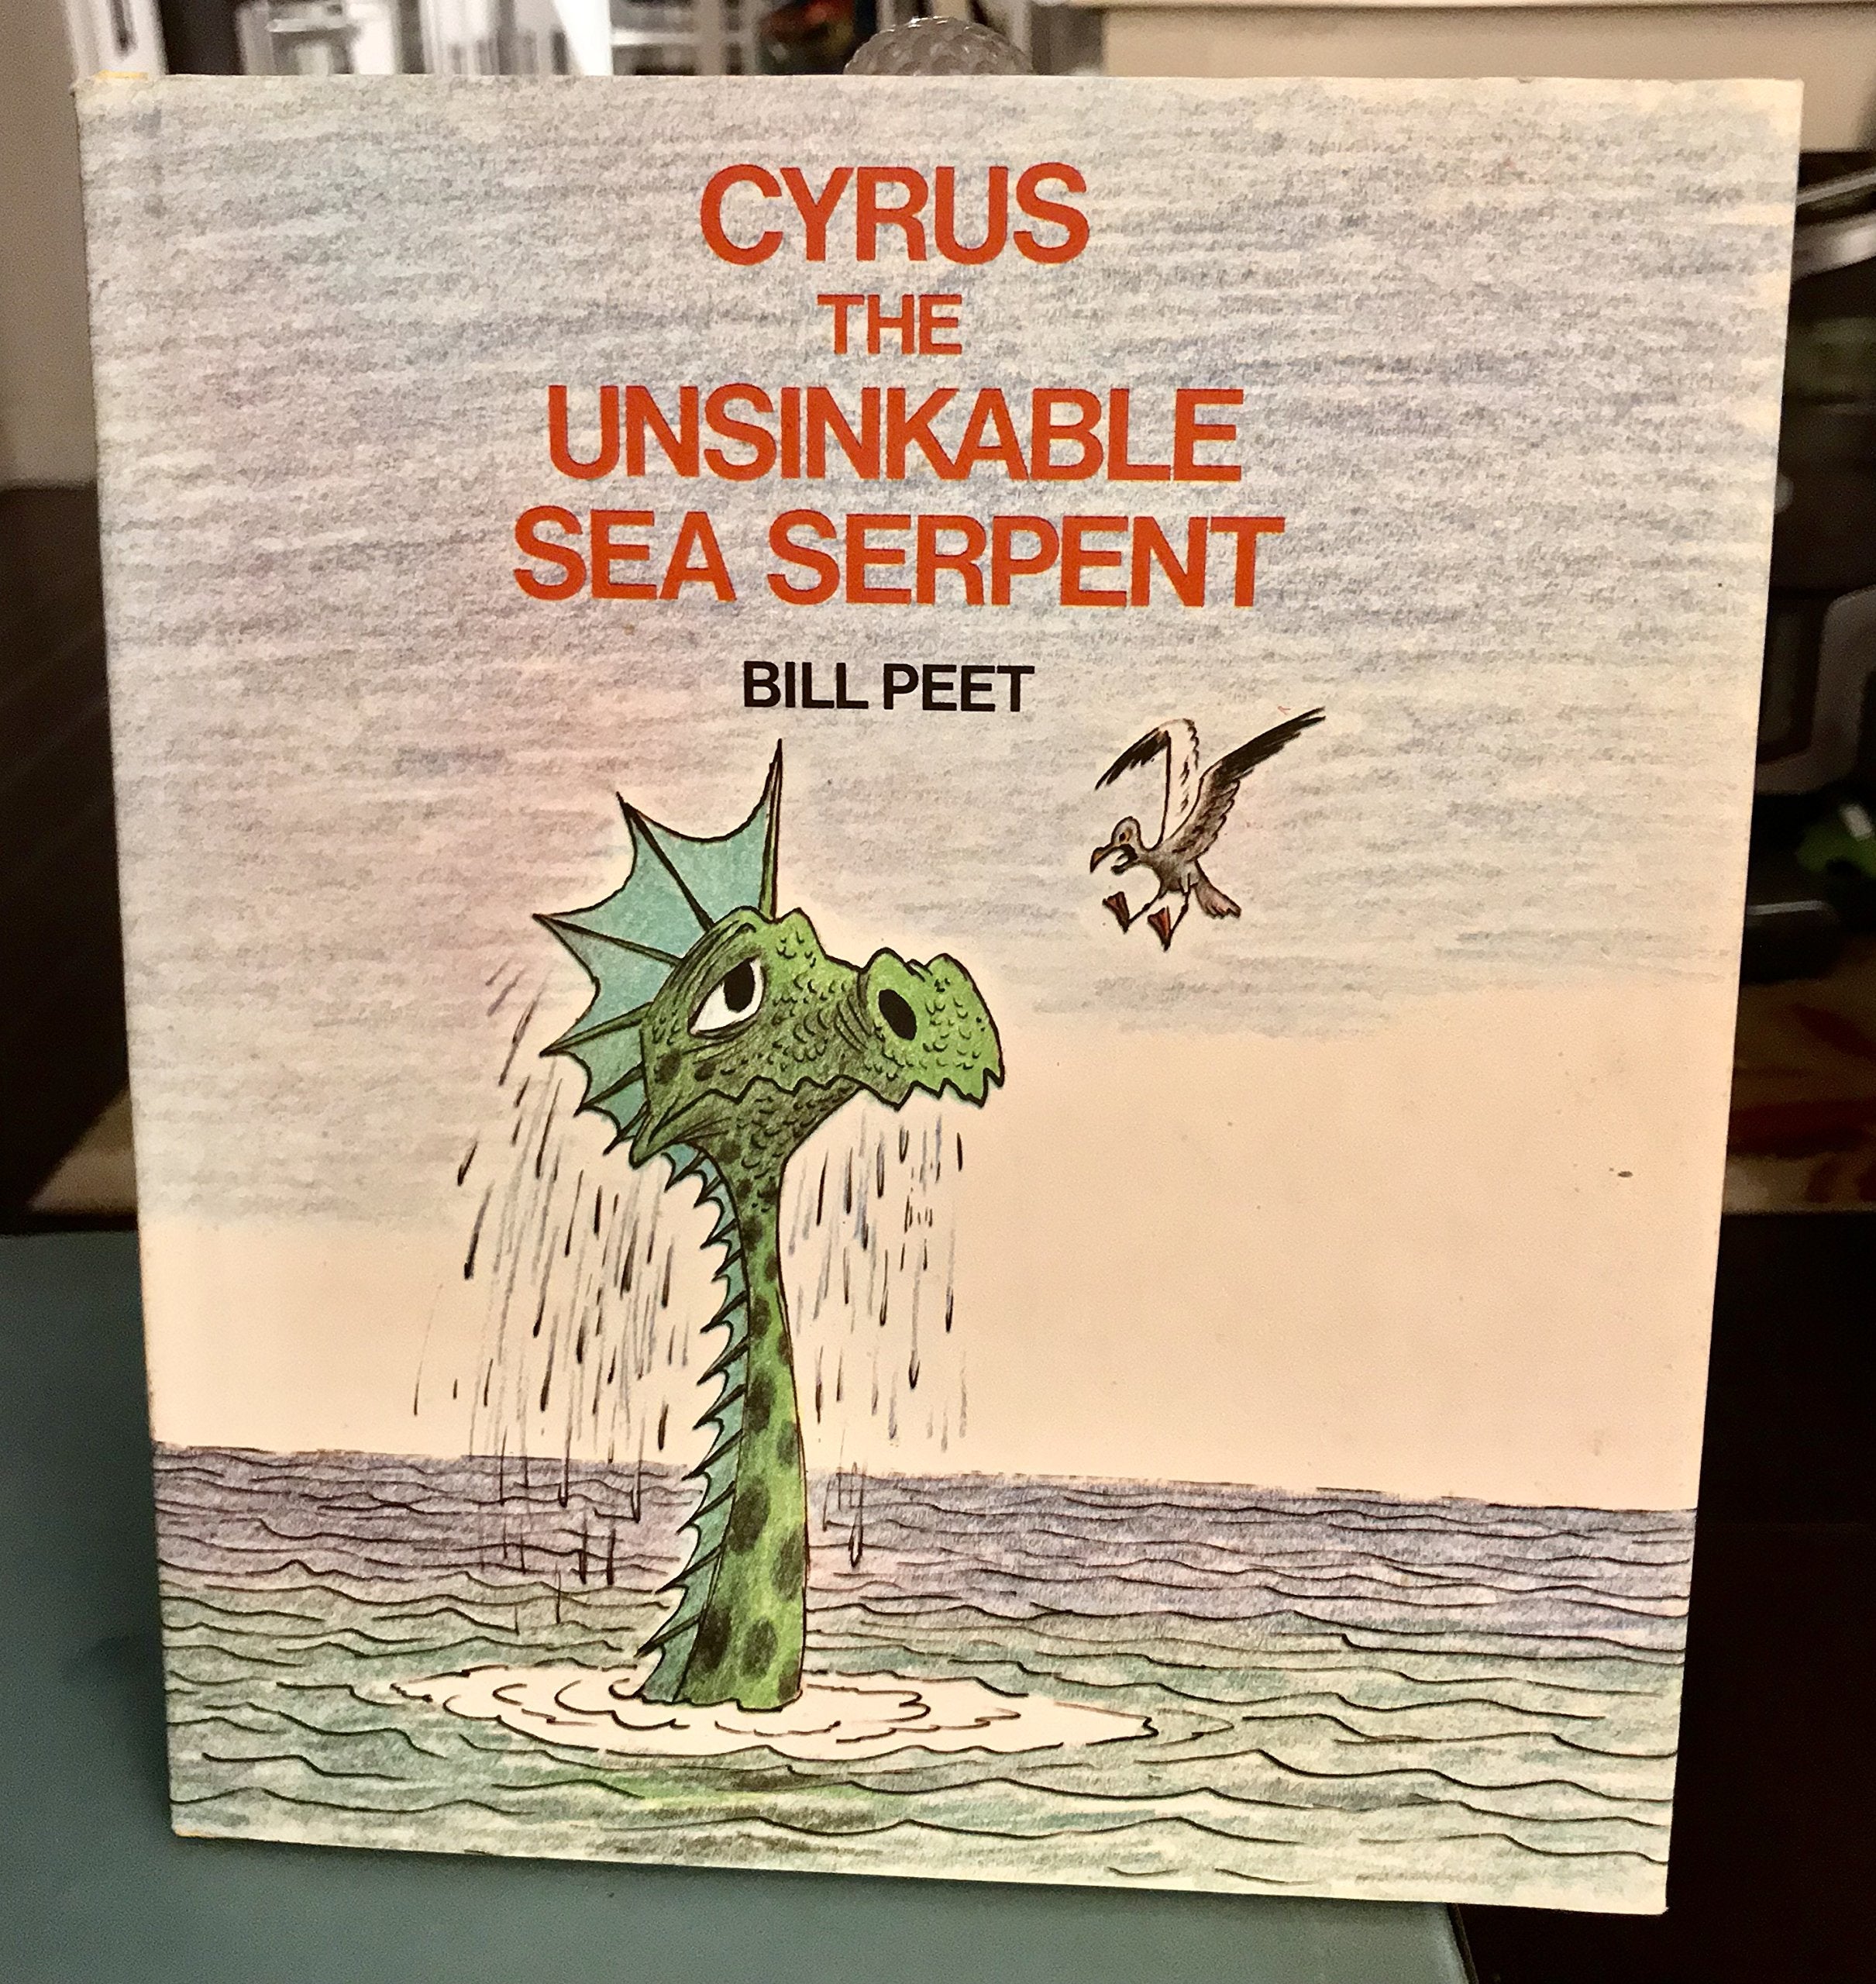 CYRUS
THE
UNSINKABLE
SEA SERPENT
BILL PEET